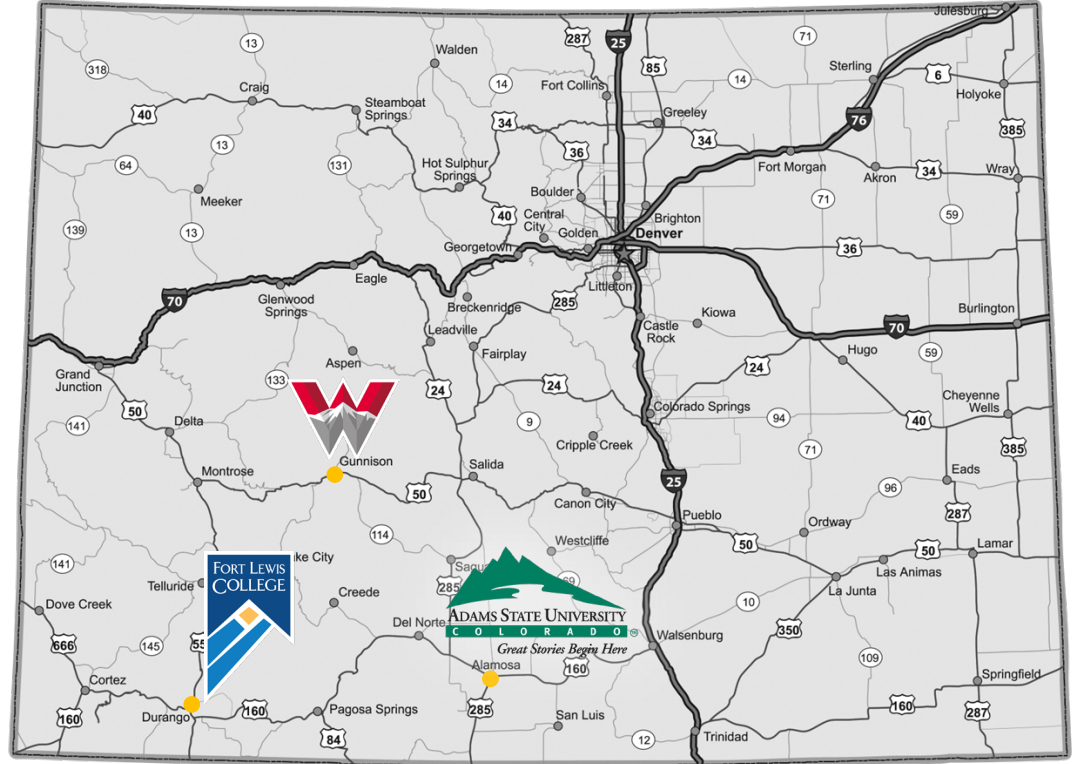 Julesburg
13
287
25
71
Walden
85
318
Sterling
6
14
Fort Collins
14
Craig
Holyoke
Steamboat
Springs
40
Greeley
76
34
385
34
13
36
Fort Morgan
64
131
Hot Sulphur
Springs
Akron
34
Wray
Boulder
Meeker
71
40
Central
City
59
Brighton
139
13
Golden
Denver
Georgetown
36
Eagle
Littleton
70
Glenwood
Springs
285
Breckenridge
Kiowa
Burlington
Leadville
Castle
Rock
70
Fairplay
Hugo
59
Aspen
24
Grand
Junction
133
24
24
Cheyenne
Wells
50
Colorado Springs
94
40
Delta
141
9
Cripple Creek
71
385
W
Gunnison
Salida
Eads
Montrose
25
50
96
Canon City
287
Pueblo
Ordway
114
50
Westcliffe
50
Lamar
141
ke City
Las Animas
FORT LEWIS
COLLEGE
69
Telluride
285
La Junta
Creede
10
Dove Creek
ADAMS STATE UNIVERSITY
Del Norte
COLORADO
350
Walsenburg
666
55
145
Great Stories Begin Here
109
Alamosa
160
Springfield
Cortez
160
Durango
160
Pagosa Springs
285
San Luis
160
287
84
12
Trinidad